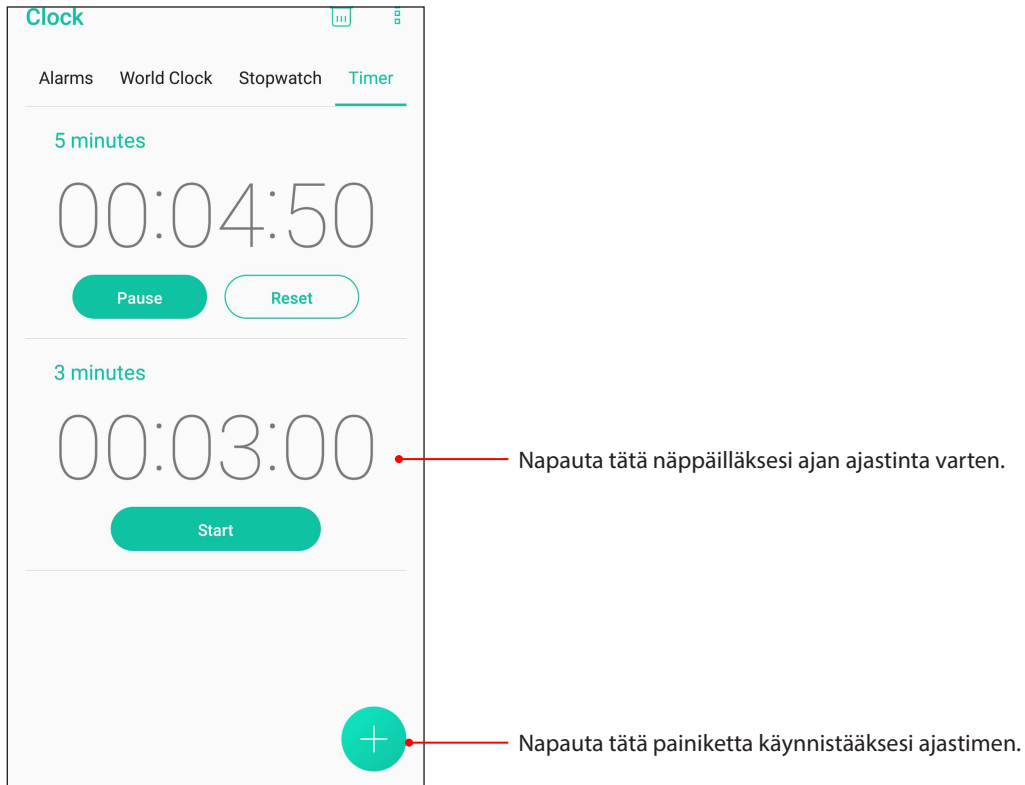 Clock
Alarms World Clock Stopwatch Timer
5 minutes
00:04:50
Pause Reset
3 minutes
00:03:00
Napauta tätä näppäilläksesi ajan ajastinta varten.
Start
Napauta tätä painiketta käynnistääksesi ajastimen.